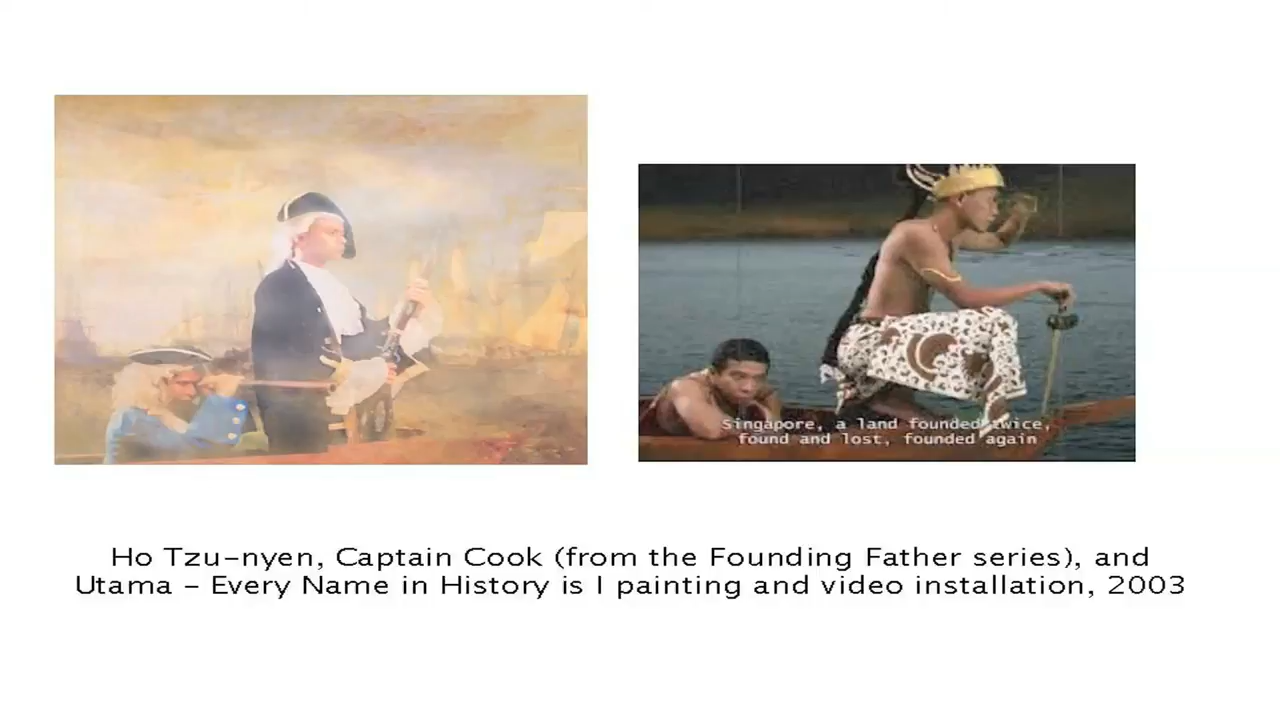 Singapore, a land founded twice,
found and lost, founded again
Ho Tzu-nyen, Captain Cook (from the Founding Father series), and
Utama - Every Name in History is I painting and video installation, 2003